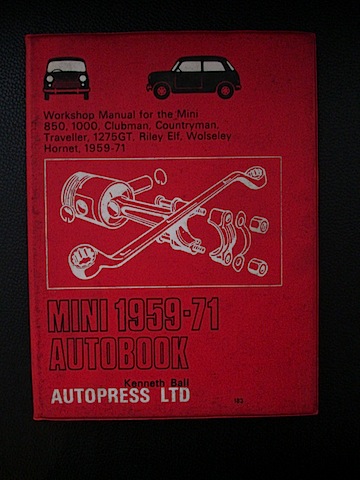 Workshop Manual for the Mini
850, 1000, Clubman, Countryman,
Traveller, 1275GT, Riley Elf, Wolseley
Hornet, 1959-71
MINI 1959-71
AUTOBOOK
Kenneth Ball
AUTOPRESS LTD